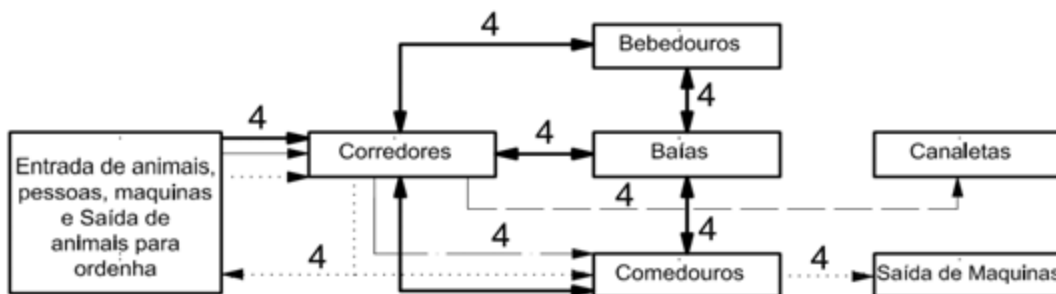 4
Bebedouros
4
4
Corredores
4
Baías
Canaletas
Entrada de animais,
pessoas, maquinas
e Saída de
animais para
ordenha
4
4
4
4
Comedouros
4
Saída de Maquinas